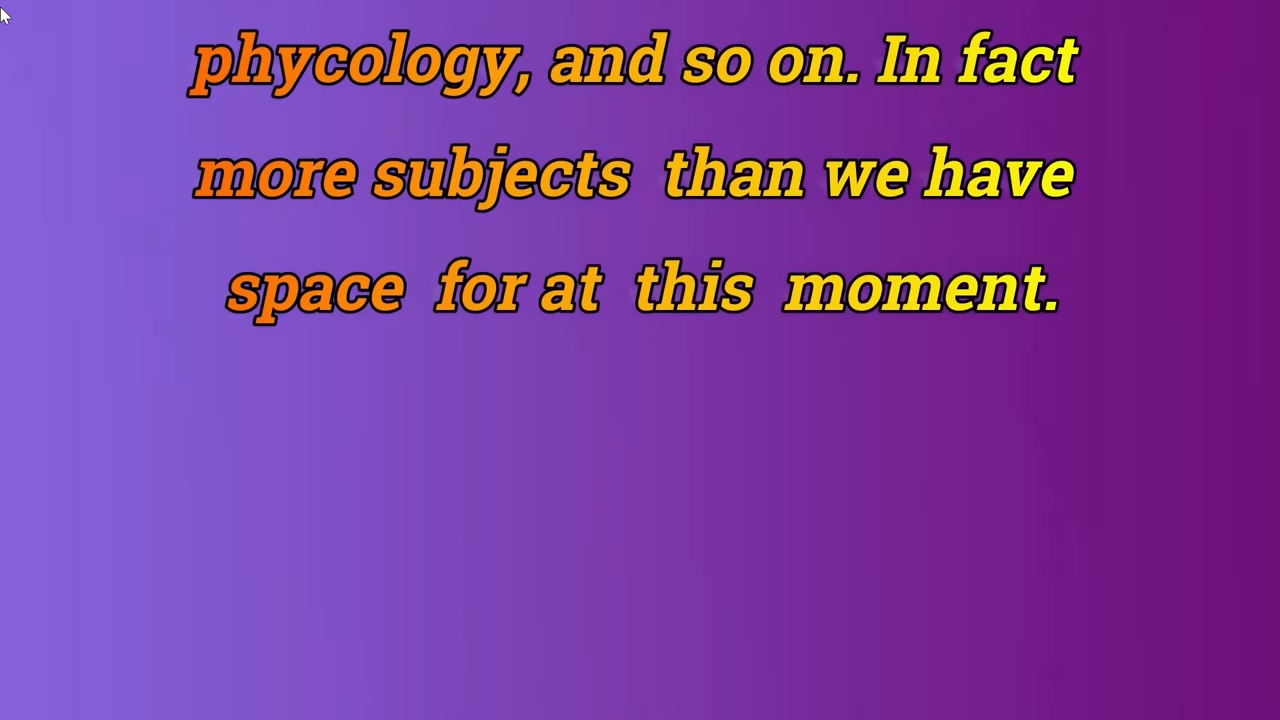 phycology, and so on. In fact
more subjects than we have
space for at this moment.